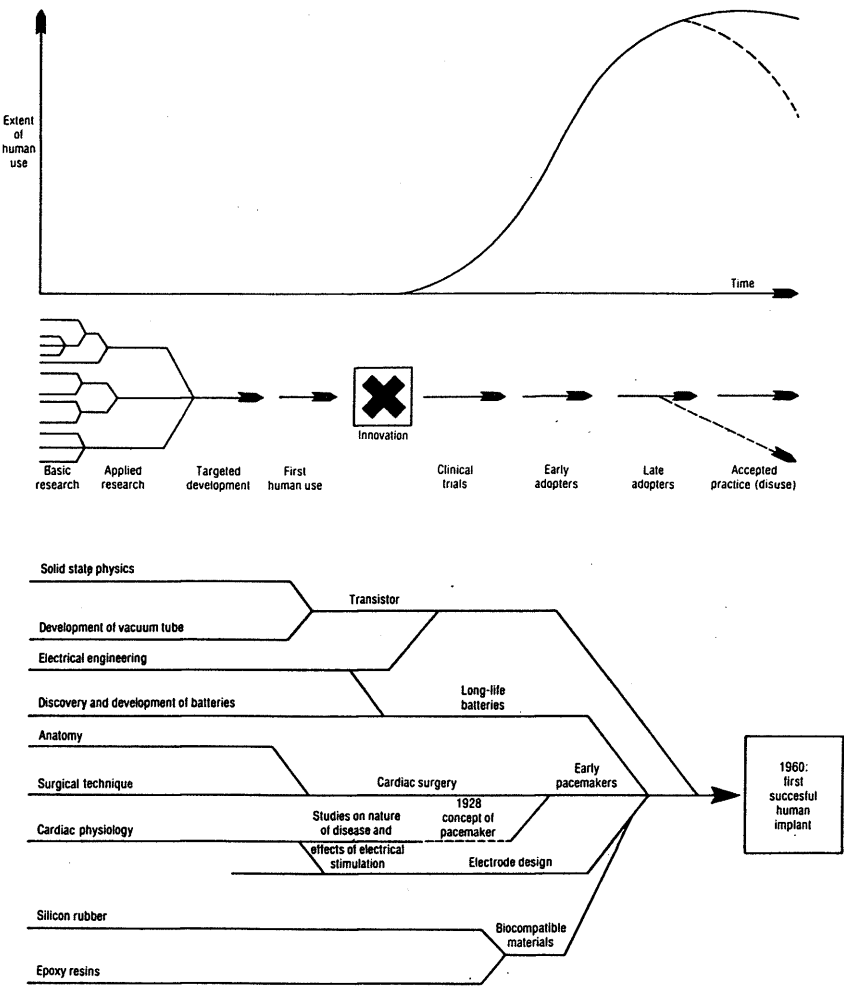 Extent
of
human
use
Time
Innovation
Basic
research
Applied
research
Targeted
development
First
human use
Clinical
trials
Early
adopters
Late
adopters
Accepted
practice (disuse)
Solid state physics
Transistor
Development of vacuum tube
Electrical engineering
Discovery and development of batteries
Long-life
batteries
Anatomy
Surgical technique
Cardiac surgery
Early
pacemakers
Cardiac physiology
Studies on nature
of disease and
effects of electrical
stimulation
1928
concept of
pacemaker
Electrode design
1960:
first
succesful
human
implant
Silicon rubber
Biocompatible
materials
Epoxy resins